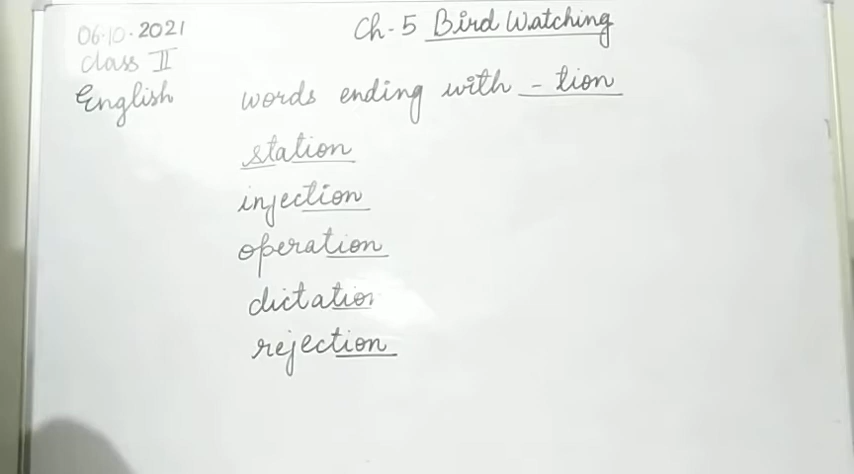 06.10.2021
Ch-5 Bird Watching
Class II
English
words ending with -tion
station
injection
operation
dictation
rejection